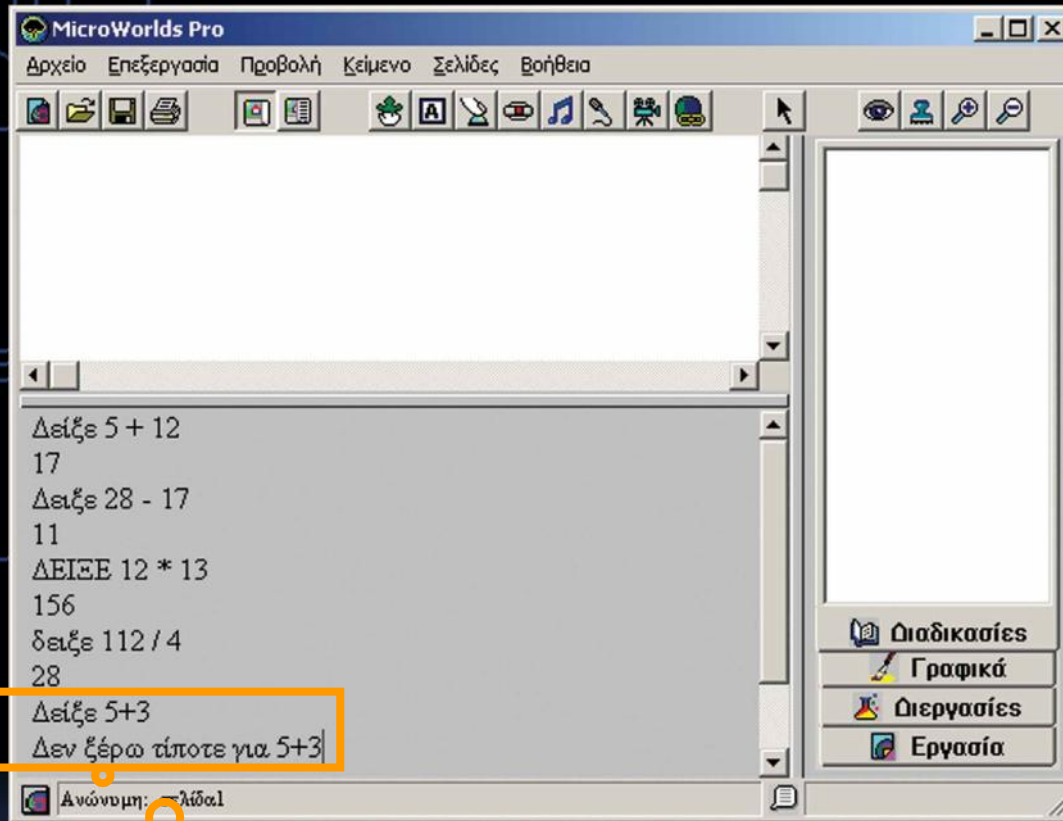 MicroWorlds Pro
Αρχείο Επεξεργασία Προβολή Κείμενο Σελίδες Βοήθεια
Δείξε 5 + 12
17
Δειξε 28 - 17
11
ΔΕΙΞΕ 12 * 13
156
δειξε 112 / 4
28
Δείξε 5+3
Δεν ξέρω τίποτε για 5+3
Διαδικασίες
Γραφικά
Διεργασίες
Εργασία
Ανώνυμη: